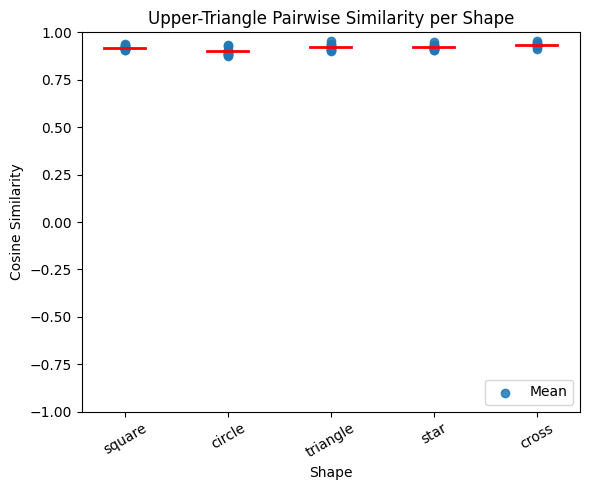 Upper-Triangle Pairwise Similarity per Shape
1.00
0.75
0.50
0.25
0.00
−0.25
−0.50
−0.75
−1.00
Cosine Similarity
Mean
square
circle
triangle
star
cross
Shape